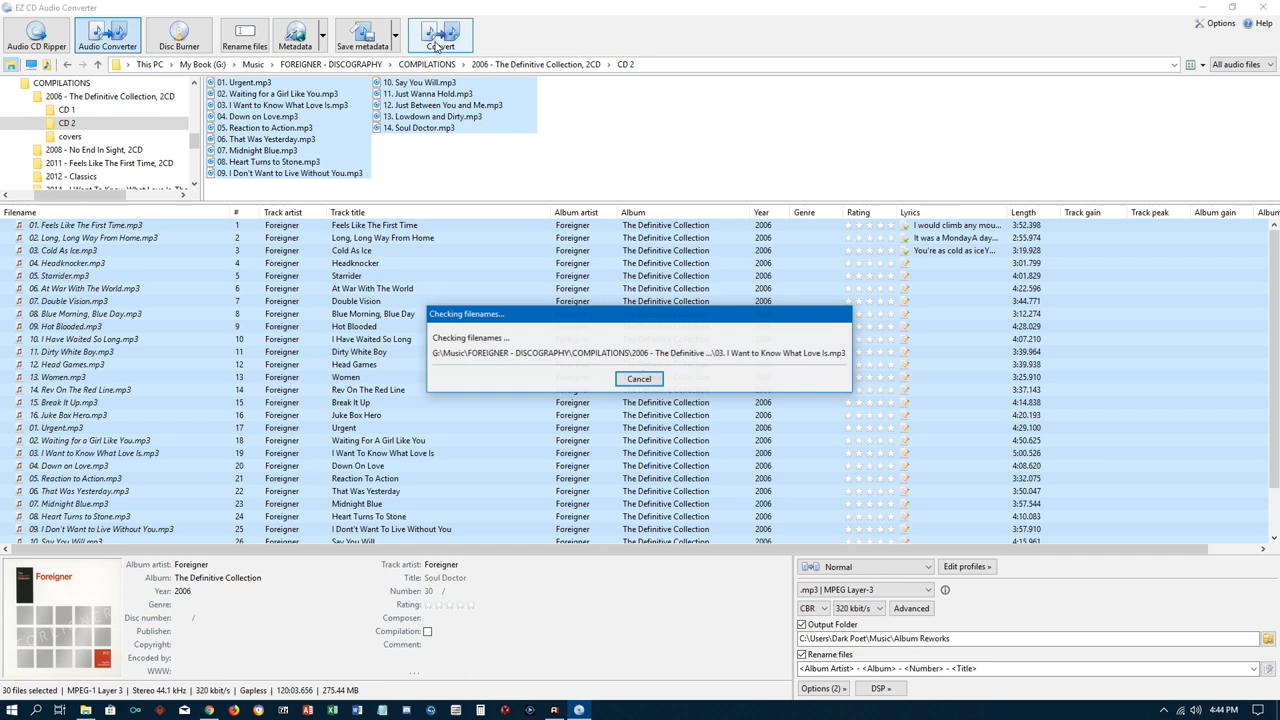 EZ CD Audio Converter
Audio CD Ripper
Audio Converter
Disc Burner
Rename files
Metadata
Save metadata
Convert
Options
Help
This PC
My Book (G:)
Music
FOREIGNER - DISCOGRAPHY
COMPILATIONS
2006 - The Definitive Collection, 2CD
CD 2
All audio files
COMPILATIONS
2006 - The Definitive Collection, 2CD
CD 1
CD 2
covers
2008 - No End In Sight, 2CD
2011 - Feels Like The First Time, 2CD
2012 - Classics
01. Urgent.mp3
02. Waiting for a Girl Like You.mp3
03. I Want to Know What Love Is.mp3
04. Down on Love.mp3
05. Reaction to Action.mp3
06. That Was Yesterday.mp3
07. Midnight Blue.mp3
08. Heart Turns to Stone.mp3
09. I Don't Want to Live Without You.mp3
10. Say You Will.mp3
11. Just Wanna Hold.mp3
12. Just Between You and Me.mp3
13. Lowdown and Dirty.mp3
14. Soul Doctor.mp3
Filename # Track artist Track title Album artist Album Year Genre Rating Lyrics Length Track gain Track peak Album gain Album
01. Feels Like The First Time.mp3 1 Foreigner Feels Like The First Time Foreigner The Definitive Collection 2006 I would climb any mou... 3:52.398
02. Long, Long Way From Home.mp3 2 Foreigner Long, Long Way From Home Foreigner The Definitive Collection 2006 It was a MondayA day... 2:55.974
03. Cold As Ice.mp3 3 Foreigner Cold As Ice Foreigner The Definitive Collection 2006 You're as cold as iceY... 3:19.928
04. Headknocker.mp3 4 Foreigner Headknocker Foreigner The Definitive Collection 2006 3:01.799
05. Starrider.mp3 5 Foreigner Starrider Foreigner The Definitive Collection 2006 4:01.829
06. At War With The World.mp3 6 Foreigner At War With The World Foreigner The Definitive Collection 2006 4:22.596
07. Double Vision.mp3 7 Foreigner Double Vision Foreigner The Definitive Collection 2006 3:44.771
08. Blue Morning, Blue Day.mp3 8 Foreigner Blue Morning, Blue Day 3:12.274
09. Hot Blooded.mp3 9 Foreigner Hot Blooded 4:28.029
10. I Have Waited So Long.mp3 10 Foreigner I Have Waited So Long 4:07.210
11. Dirty White Boy.mp3 11 Foreigner Dirty White Boy 3:39.964
12. Head Games.mp3 12 Foreigner Head Games 3:39.593
13. Women.mp3 13 Foreigner Women 3:25.910
14. Rev On The Red Line.mp3 14 Foreigner Rev On The Red Line 3:37.143
15. Break It Up.mp3 15 Foreigner Break It Up Foreigner The Definitive Collection 2006 4:14.838
16. Juke Box Hero.mp3 16 Foreigner Juke Box Hero Foreigner The Definitive Collection 2006 4:20.193
01. Urgent.mp3 17 Foreigner Urgent Foreigner The Definitive Collection 2006 4:29.100
02. Waiting for a Girl Like You.mp3 18 Foreigner Waiting For A Girl Like You Foreigner The Definitive Collection 2006 4:50.625
03. I Want to Know What Love Is.mp3 19 Foreigner I Want To Know What Love Is Foreigner The Definitive Collection 2006 5:00.526
04. Down on Love.mp3 20 Foreigner Down On Love Foreigner The Definitive Collection 2006 4:08.620
05. Reaction to Action.mp3 21 Foreigner Reaction To Action Foreigner The Definitive Collection 2006 3:32.075
06. That Was Yesterday.mp3 22 Foreigner That Was Yesterday Foreigner The Definitive Collection 2006 3:50.047
07. Midnight Blue.mp3 23 Foreigner Midnight Blue Foreigner The Definitive Collection 2006 3:57.544
08. Heart Turns to Stone.mp3 24 Foreigner Heart Turns To Stone Foreigner The Definitive Collection 2006 4:10.083
09. I Don't Want to Live Without You.mp3 25 Foreigner I Don't Want To Live Without You Foreigner The Definitive Collection 2006 3:57.910
10. Say You Will.mp3 26 Foreigner Say You Will Foreigner The Definitive Collection 2006 4:15.961
Checking filenames...
Checking filenames ...
G:\Music\FOREIGNER - DISCOGRAPHY\COMPILATIONS\2006 - The Definitive ...\03. I Want to Know What Love Is.mp3
Cancel
Foreigner
Album artist: Foreigner
Album: The Definitive Collection
Year: 2006
Genre:
Disc number: /
Publisher:
Copyright:
Encoded by:
WWW:
Track artist: Foreigner
Title: Soul Doctor
Number: 30 /
Rating:
Composer:
Compilation:
Comment:
...
Normal
Edit profiles »
.mp3 | MPEG Layer-3
CBR
320 kbit/s
Advanced
Output Folder
C:\Users\Dark Poet\Music\Album Reworks
Rename files
<Album Artist> - <Album> - <Number> - <Title>
Options (2) »
DSP »
30 files selected | MPEG-1 Layer 3 | Stereo 44.1 kHz | 320 kbit/s | Gapless | 120:03.656 | 275.44 MB
4:44 PM